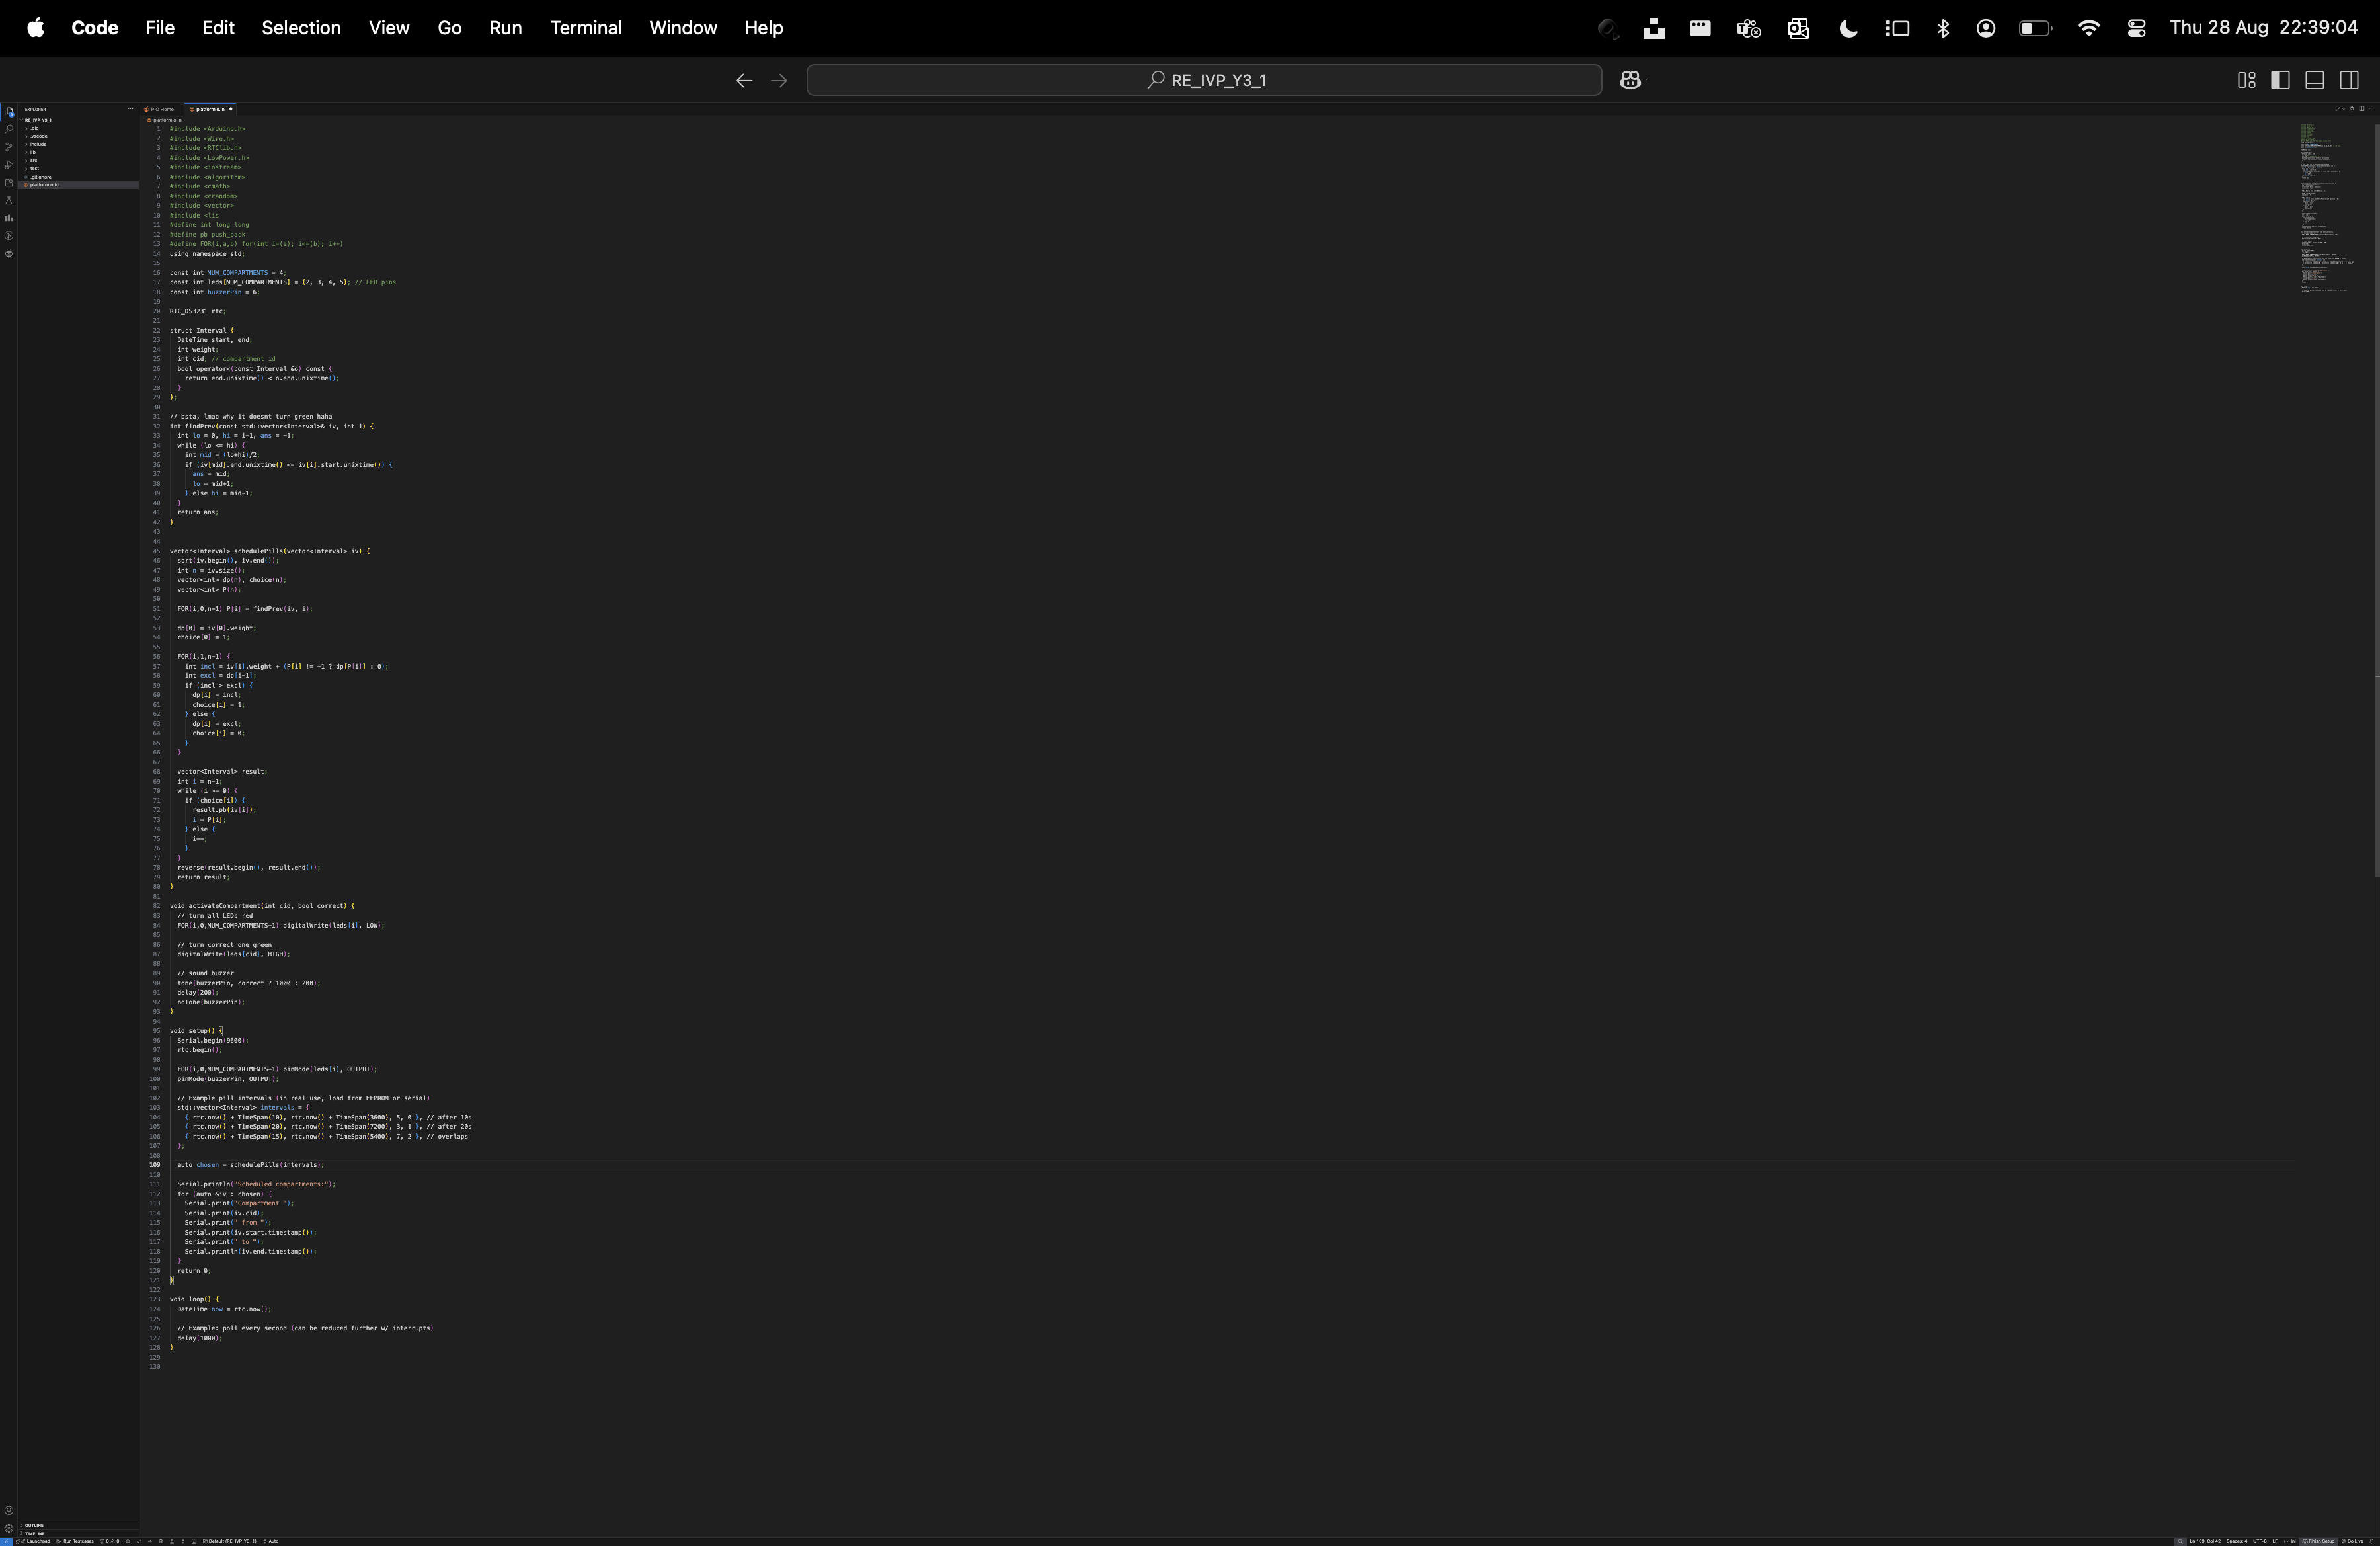 Code File Edit Selection View Go Run Terminal Window Help Thu 28 Aug 22:39:04
RE_IVP_Y3_1
EXPLORER
RE_IVP_Y3_1
.pio
.vscode
include
lib
src
test
.gitignore
platformio.ini
OUTLINE
TIMELINE
PIO Home platformio.ini
platformio.ini
1 #include <Arduino.h>
2 #include <Wire.h>
3 #include <RTClib.h>
4 #include <LowPower.h>
5 #include <iostream>
6 #include <algorithm>
7 #include <cmath>
8 #include <crandom>
9 #include <vector>
10 #include <lis
11 #define int long long
12 #define pb push_back
13 #define FOR(i,a,b) for(int i=(a); i<=(b); i++)
14 using namespace std;
15
16 const int NUM_COMPARTMENTS = 4;
17 const int leds[NUM_COMPARTMENTS] = {2, 3, 4, 5}; // LED pins
18 const int buzzerPin = 6;
19
20 RTC_DS3231 rtc;
21
22 struct Interval {
23 DateTime start, end;
24 int weight;
25 int cid; // compartment id
26 bool operator<(const Interval &o) const {
27 return end.unixtime() < o.end.unixtime();
28 }
29 };
30
31 // bsta, lmao why it doesnt turn green haha
32 int findPrev(const std::vector<Interval>& iv, int i) {
33 int lo = 0, hi = i-1, ans = -1;
34 while (lo <= hi) {
35 int mid = (lo+hi)/2;
36 if (iv[mid].end.unixtime() <= iv[i].start.unixtime()) {
37 ans = mid;
38 lo = mid+1;
39 } else hi = mid-1;
40 }
41 return ans;
42 }
43
44
45 vector<Interval> schedulePills(vector<Interval> iv) {
46 sort(iv.begin(), iv.end());
47 int n = iv.size();
48 vector<int> dp(n), choice(n);
49 vector<int> P(n);
50
51 FOR(i,0,n-1) P[i] = findPrev(iv, i);
52
53 dp[0] = iv[0].weight;
54 choice[0] = 1;
55
56 FOR(i,1,n-1) {
57 int incl = iv[i].weight + (P[i] != -1 ? dp[P[i]] : 0);
58 int excl = dp[i-1];
59 if (incl > excl) {
60 dp[i] = incl;
61 choice[i] = 1;
62 } else {
63 dp[i] = excl;
64 choice[i] = 0;
65 }
66 }
67
68 vector<Interval> result;
69 int i = n-1;
70 while (i >= 0) {
71 if (choice[i]) {
72 result.pb(iv[i]);
73 i = P[i];
74 } else {
75 i--;
76 }
77 }
78 reverse(result.begin(), result.end());
79 return result;
80 }
81
82 void activateCompartment(int cid, bool correct) {
83 // turn all LEDs red
84 FOR(i,0,NUM_COMPARTMENTS-1) digitalWrite(leds[i], LOW);
85
86 // turn correct one green
87 digitalWrite(leds[cid], HIGH);
88
89 // sound buzzer
90 tone(buzzerPin, correct ? 1000 : 200);
91 delay(200);
92 noTone(buzzerPin);
93 }
94
95 void setup() {
96 Serial.begin(9600);
97 rtc.begin();
98
99 FOR(i,0,NUM_COMPARTMENTS-1) pinMode(leds[i], OUTPUT);
100 pinMode(buzzerPin, OUTPUT);
101
102 // Example pill intervals (in real use, load from EEPROM or serial)
103 std::vector<Interval> intervals = {
104 { rtc.now() + TimeSpan(10), rtc.now() + TimeSpan(3600), 5, 0 }, // after 10s
105 { rtc.now() + TimeSpan(20), rtc.now() + TimeSpan(7200), 3, 1 }, // after 20s
106 { rtc.now() + TimeSpan(15), rtc.now() + TimeSpan(5400), 7, 2 }, // overlaps
107 };
108
109 auto chosen = schedulePills(intervals);
110
111 Serial.println("Scheduled compartments:");
112 for (auto &iv : chosen) {
113 Serial.print("Compartment ");
114 Serial.print(iv.cid);
115 Serial.print(" from ");
116 Serial.print(iv.start.timestamp());
117 Serial.print(" to ");
118 Serial.println(iv.end.timestamp());
119 }
120 return 0;
121 }
122
123 void loop() {
124 DateTime now = rtc.now();
125
126 // Example: poll every second (can be reduced further w/ interrupts)
127 delay(1000);
128 }
129
130
Launchpad Run Testcases 0 0 Default (RE_IVP_Y3_1) Auto Ln 109, Col 42 Spaces: 4 UTF-8 LF Ini Finish Setup Go Live